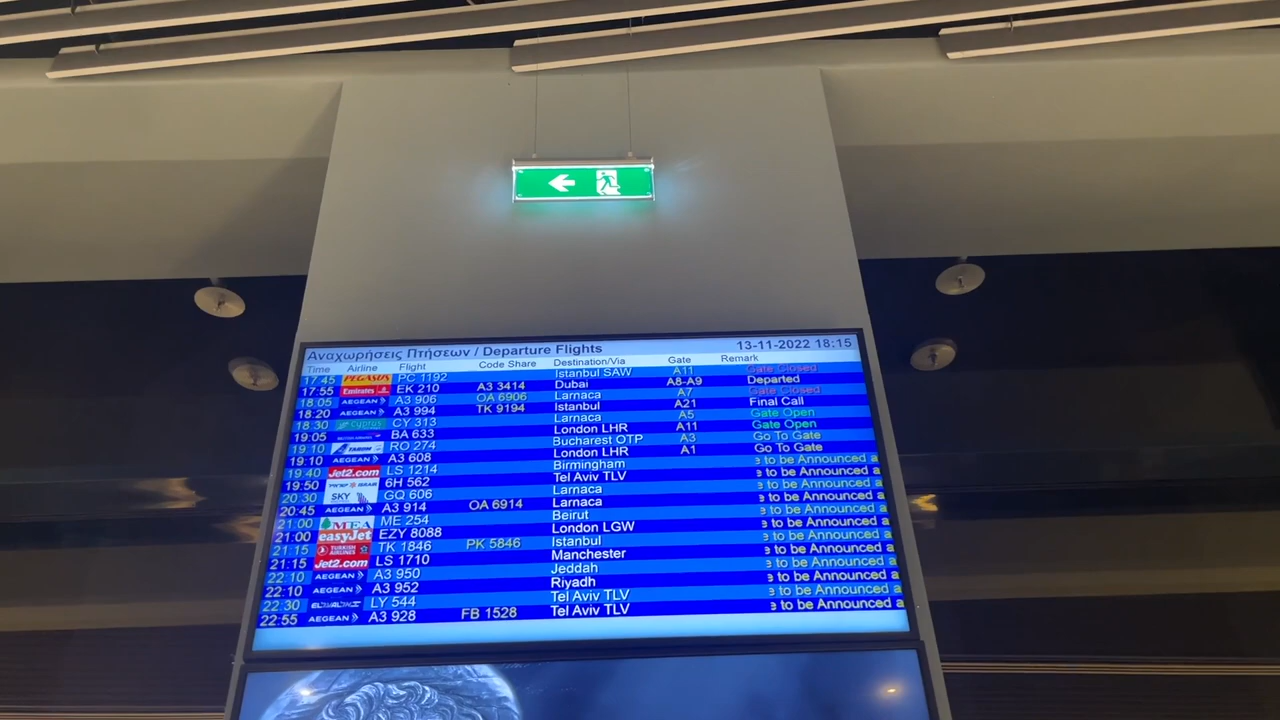 Αναχωρήσεις Πτήσεων / Departure Flights 13-11-2022 18:15
Time Airline Flight Code Share Destination/Via Gate Remark
17:45 PEGASUS PC 1192 Istanbul SAW A11 Gate Closed
17:55 Emirates EK 210 A3 3414 Dubai A8-A9 Departed
18:05 AEGEAN A3 906 OA 6906 Larnaca A7 Gate Closed
18:20 AEGEAN A3 994 TK 9194 Istanbul A21 Final Call
18:30 Cyprus CY 313 Larnaca A5 Gate Open
19:05 BRITISH AIRWAYS BA 633 London LHR A11 Gate Open
19:10 TAROM RO 274 Bucharest OTP A3 Go To Gate
19:10 AEGEAN A3 608 London LHR A1 Go To Gate
19:40 Jet2.com LS 1214 Birmingham e to be Announced a
19:50 6H 562 Tel Aviv TLV e to be Announced a
20:30 SKY GQ 606 Larnaca e to be Announced a
20:45 AEGEAN A3 914 OA 6914 Larnaca e to be Announced a
21:00 MEA ME 254 Beirut e to be Announced a
21:00 easyJet EZY 8088 London LGW e to be Announced a
21:15 TURKISH AIRLINES TK 1846 PK 5846 Istanbul e to be Announced a
21:15 Jet2.com LS 1710 Manchester e to be Announced a
22:10 AEGEAN A3 950 Jeddah e to be Announced a
22:10 AEGEAN A3 952 Riyadh e to be Announced a
22:30 LY 544 Tel Aviv TLV e to be Announced a
22:55 AEGEAN A3 928 FB 1528 Tel Aviv TLV e to be Announced a